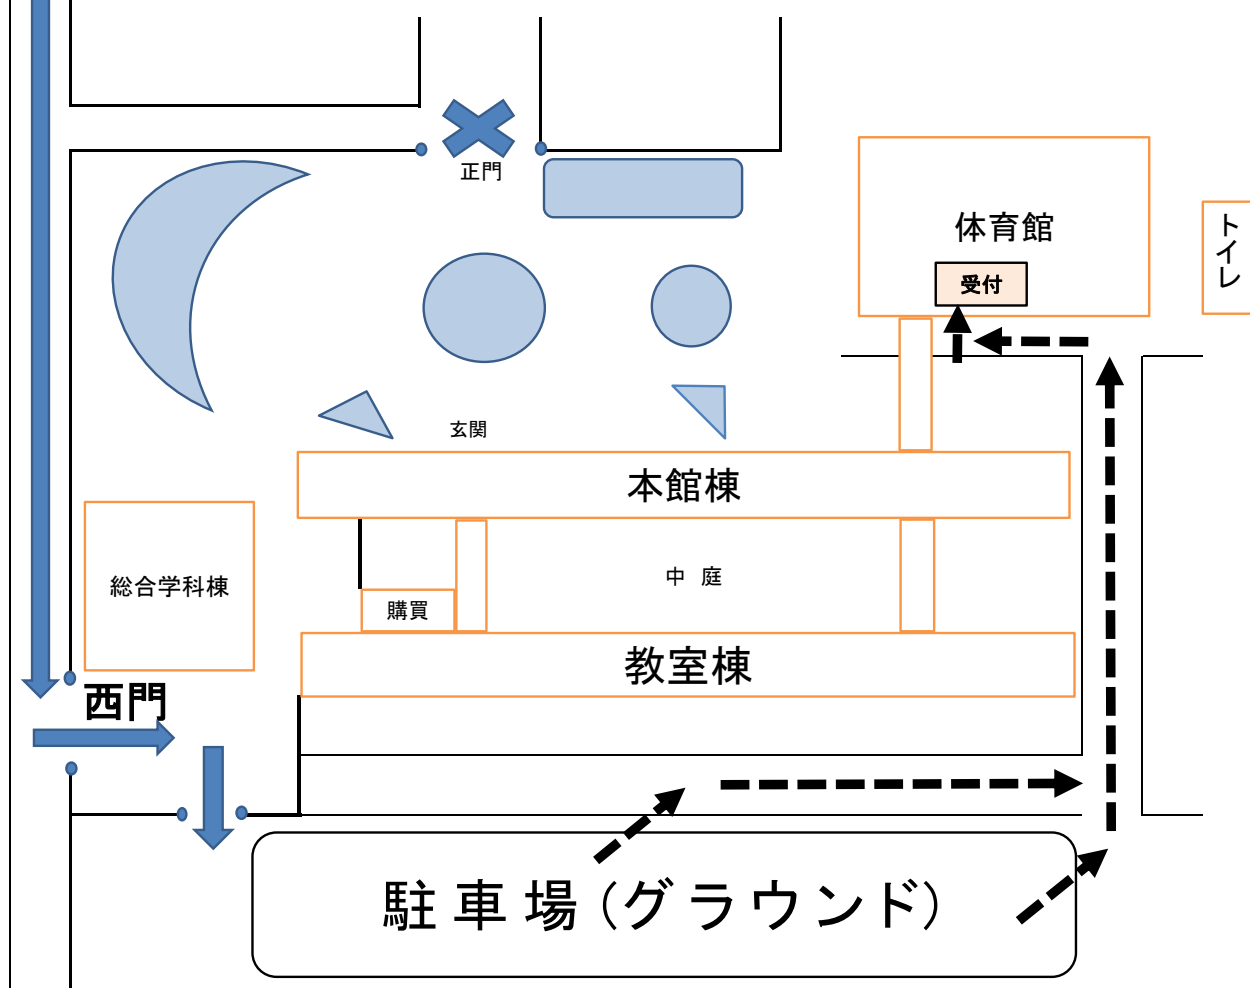 正門
体育館
トイレ
受付
玄関
本館棟
総合学科棟
中 庭
購買
教室棟
西門
駐車場(グラウンド)